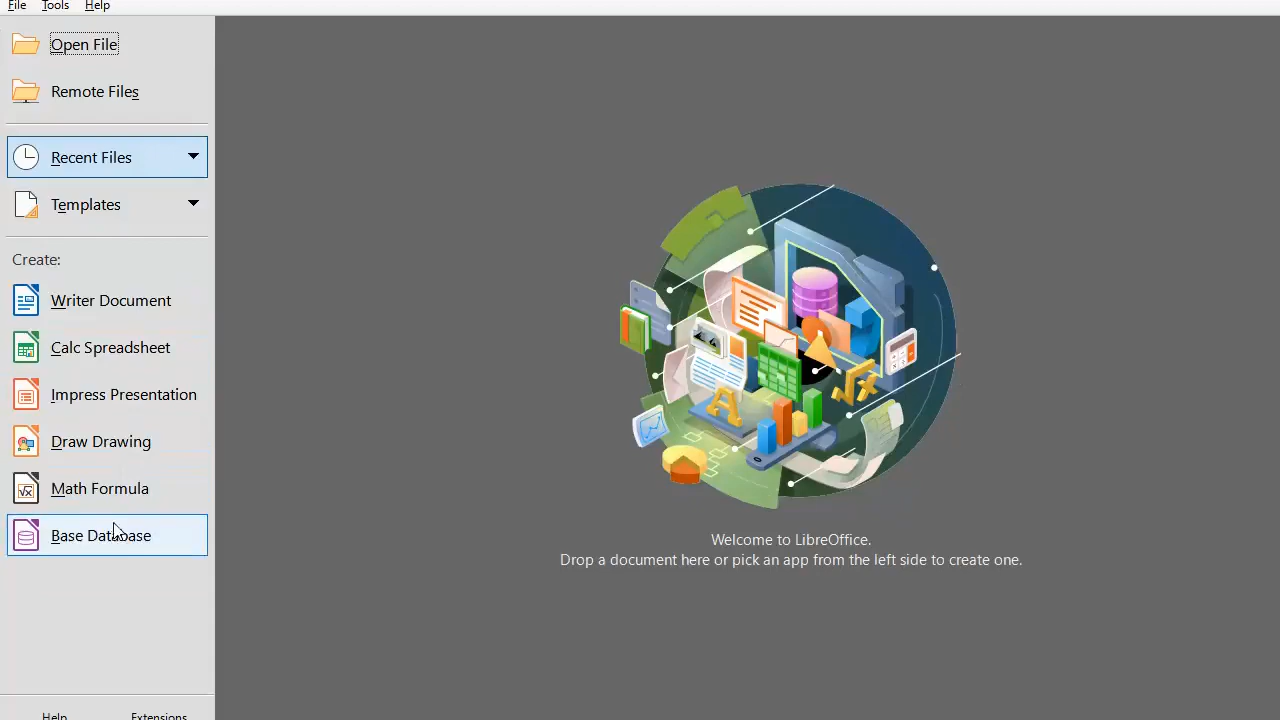 File Tools Help
Open File
Remote Files
Recent Files
Templates
Create:
Writer Document
Calc Spreadsheet
Impress Presentation
Draw Drawing
Math Formula
Base Database
Welcome to LibreOffice.
Drop a document here or pick an app from the left side to create one.
Help Extensions